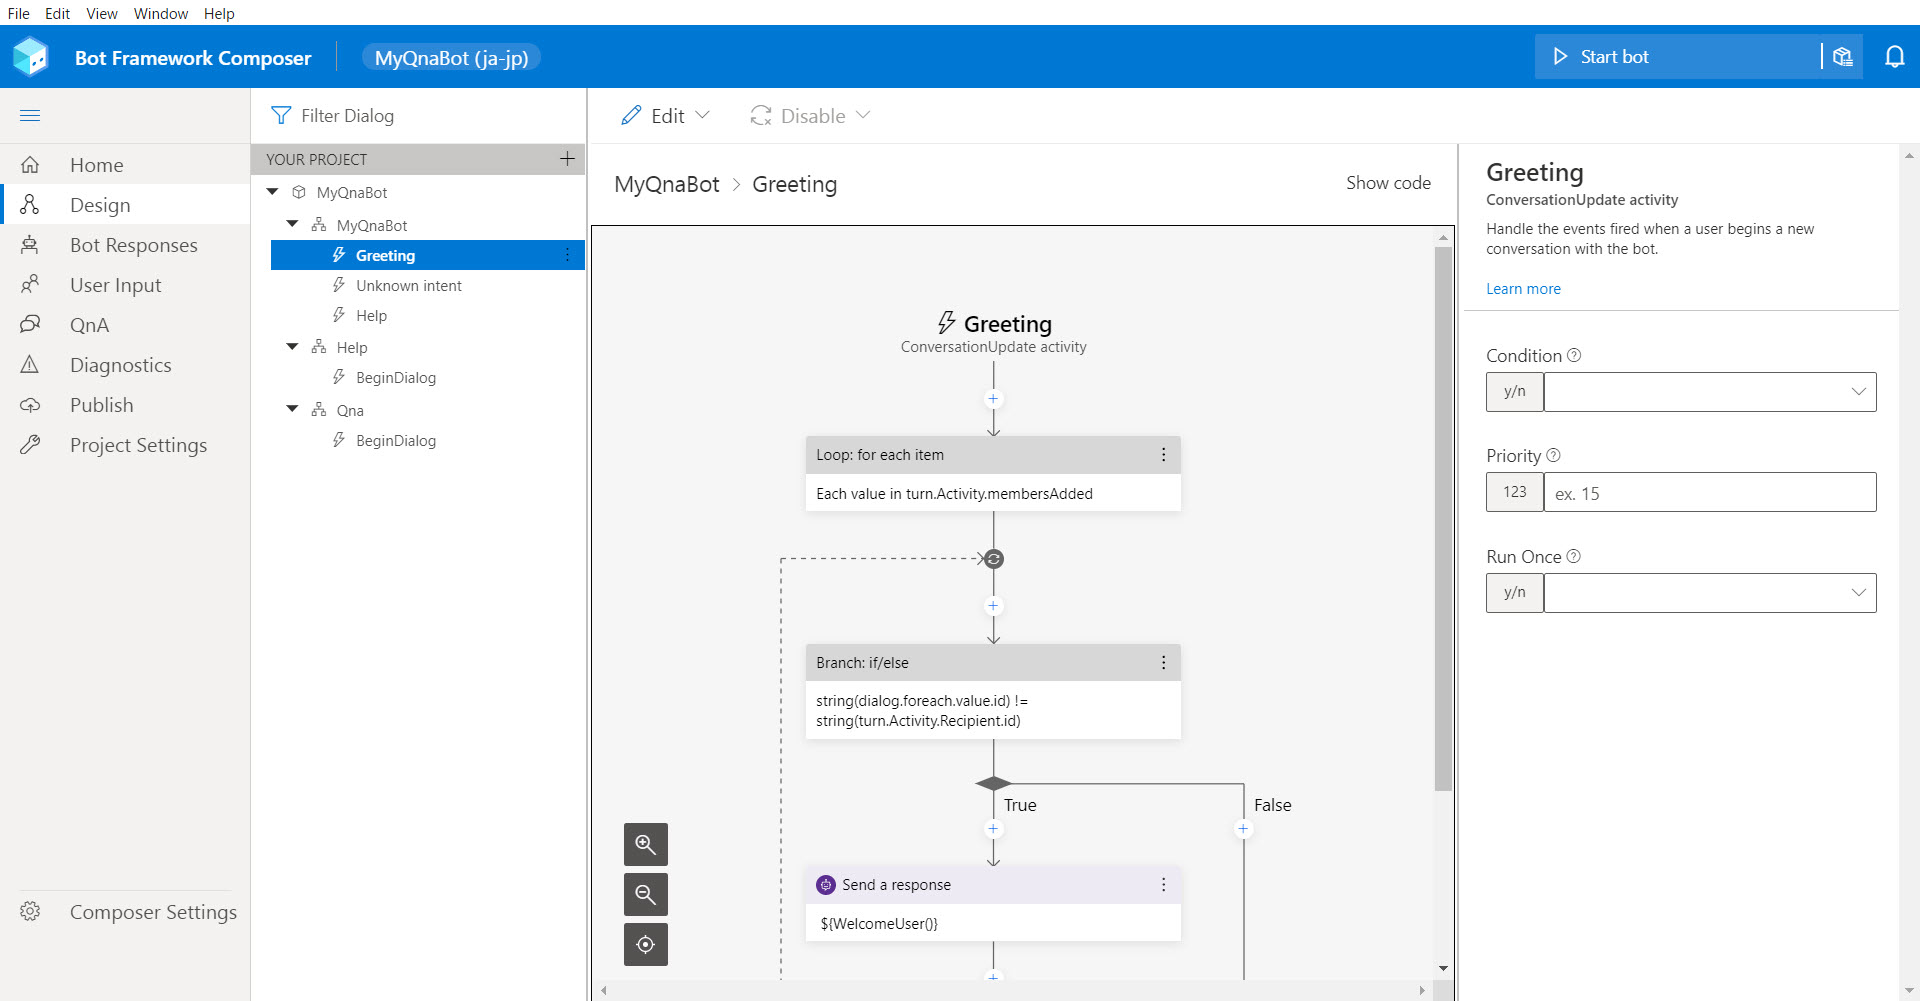 File Edit View Window Help
Bot Framework Composer MyQnaBot (ja-jp) Start bot
Home
Design
Bot Responses
User Input
QnA
Diagnostics
Publish
Project Settings
Composer Settings
Filter Dialog
YOUR PROJECT
MyQnaBot
MyQnaBot
Greeting
Unknown intent
Help
Help
BeginDialog
Qna
BeginDialog
Edit Disable
MyQnaBot > Greeting Show code
Greeting
ConversationUpdate activity
Loop: for each item
Each value in turn.Activity.membersAdded
Branch: if/else
string(dialog.foreach.value.id) !=
string(turn.Activity.Recipient.id)
True False
Send a response
${WelcomeUser()}
Greeting
ConversationUpdate activity
Handle the events fired when a user begins a new
conversation with the bot.
Learn more
Condition
y/n
Priority
123 ex. 15
Run Once
y/n